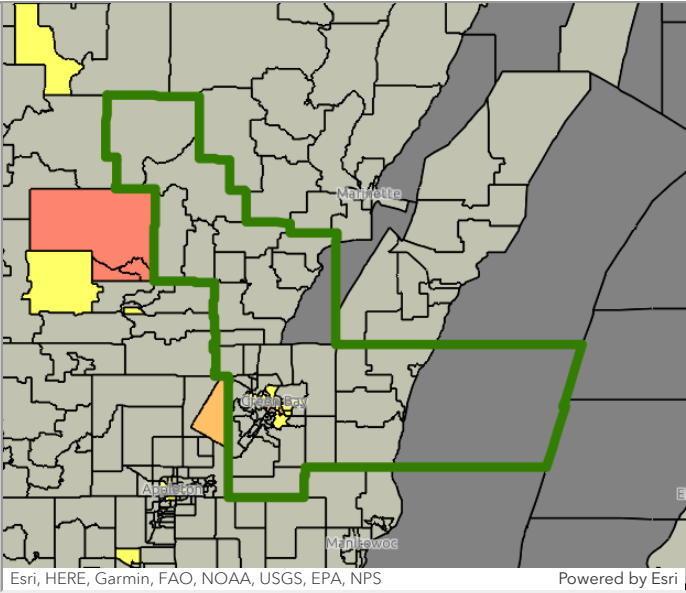 Marinette
Green Bay
Appleton
Manitowoc
E
Esri, HERE, Garmin, FAO, NOAA, USGS, EPA, NPS
Powered by Esri